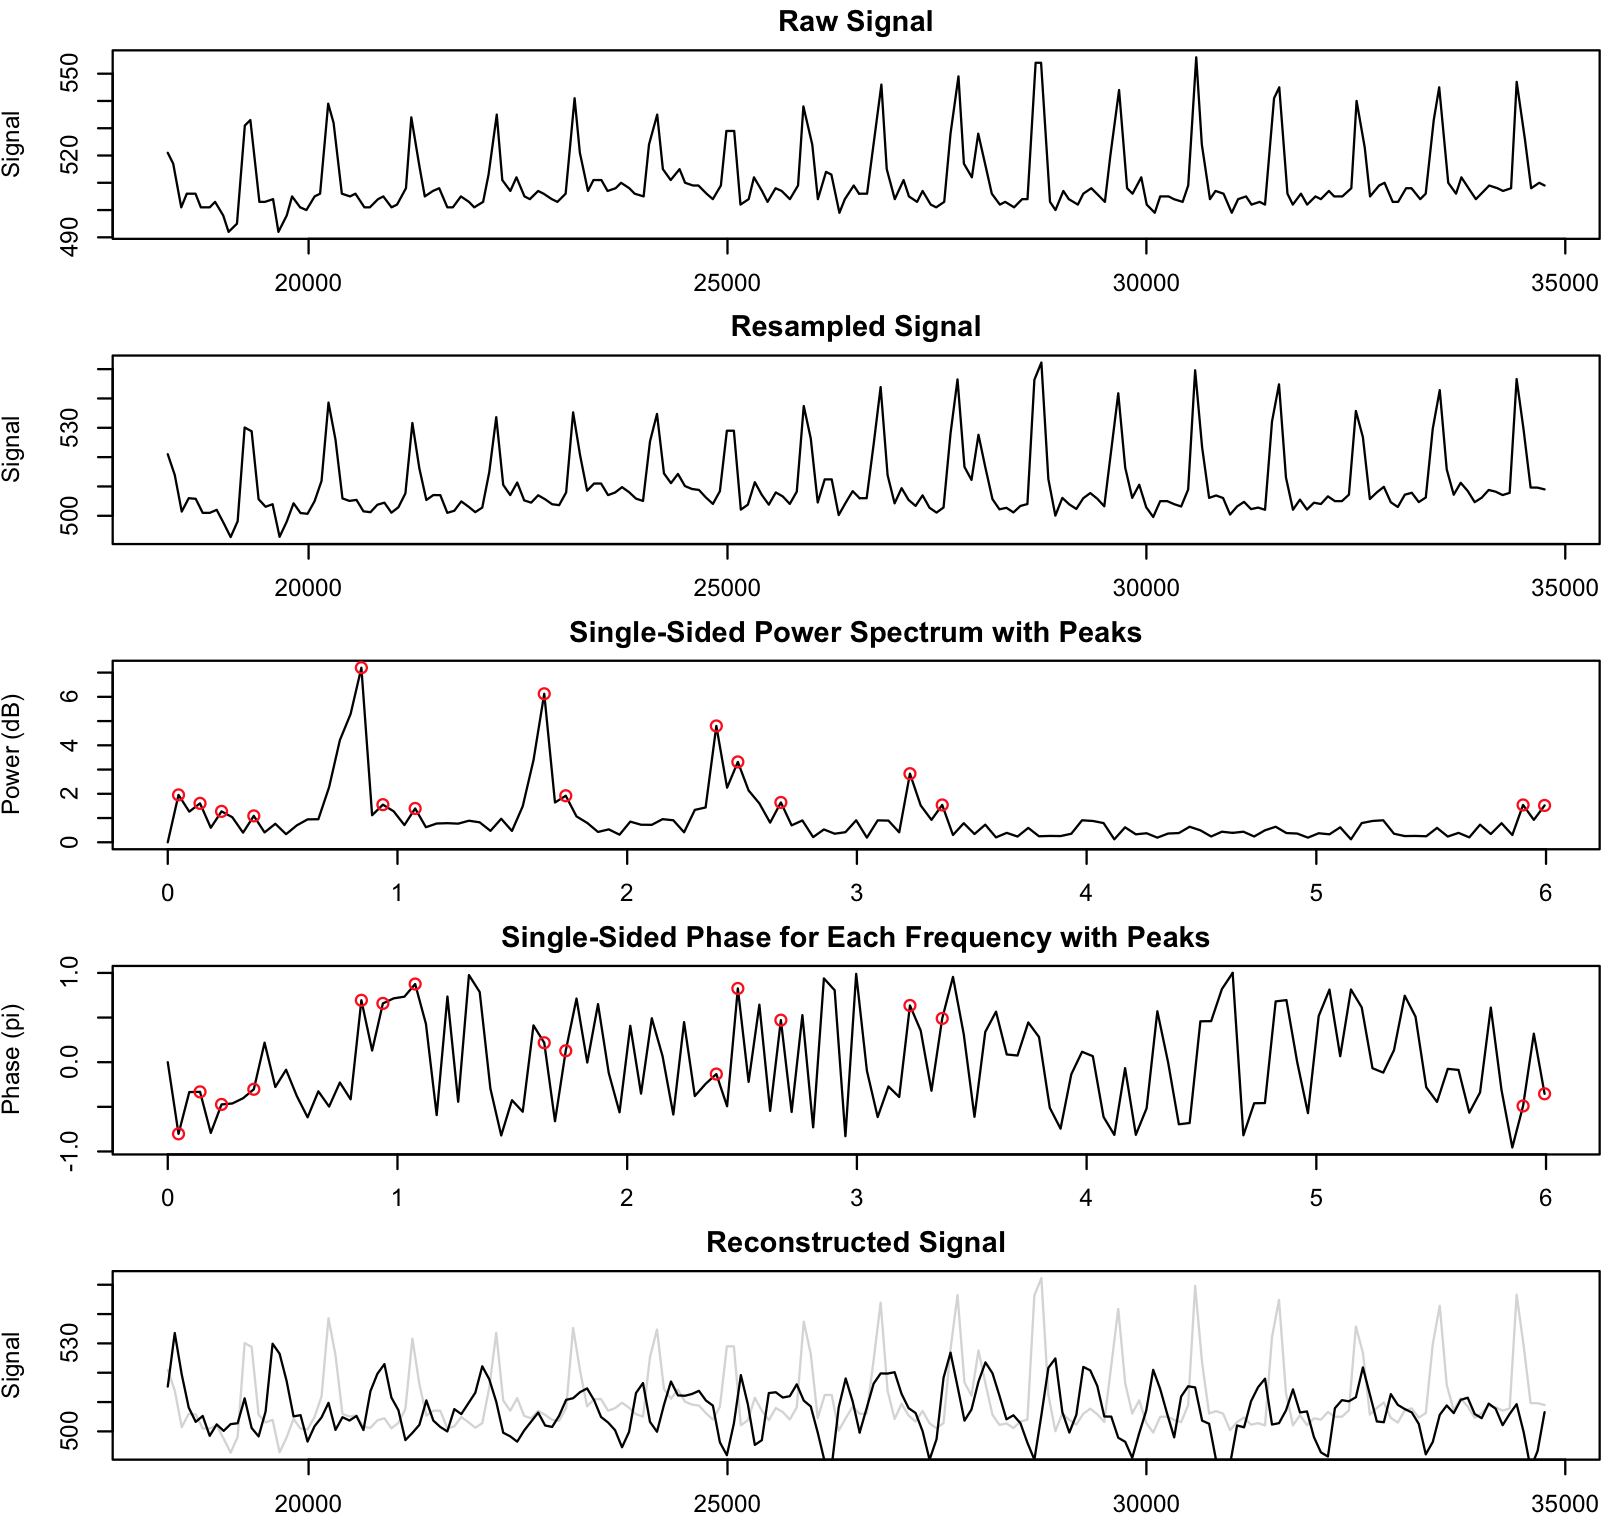 Raw Signal
Signal
490 520 550
20000 25000 30000 35000
Resampled Signal
Signal
500 530
20000 25000 30000 35000
Single-Sided Power Spectrum with Peaks
Power (dB)
0 2 4 6
0 1 2 3 4 5 6
Single-Sided Phase for Each Frequency with Peaks
Phase (pi)
-1.0 0.0 1.0
0 1 2 3 4 5 6
Reconstructed Signal
Signal
500 530
20000 25000 30000 35000